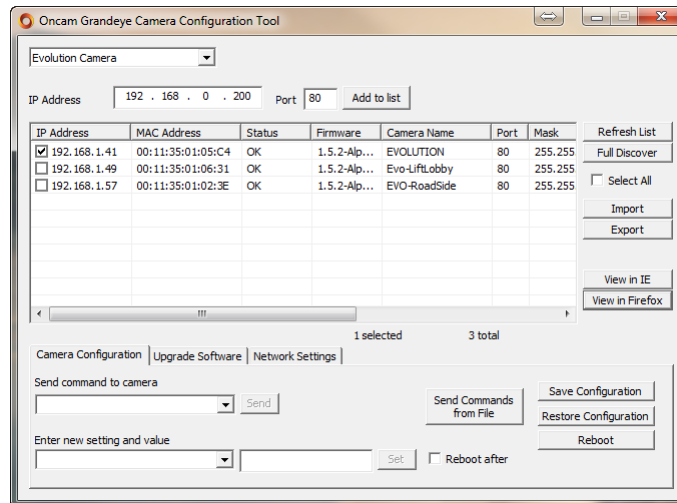 Oncam Grandeye Camera Configuration Tool
Evolution Camera
IP Address 192 . 168 . 0 . 200 Port 80 Add to list
IP Address MAC Address Status Firmware Camera Name Port Mask
192.168.1.41 00:11:35:01:05:C4 OK 1.5.2-Alp... EVOLUTION 80 255.255
192.168.1.49 00:11:35:01:06:31 OK 1.5.2-Alp... Evo-LiftLobby 80 255.255
192.168.1.57 00:11:35:01:02:3E OK 1.5.2-Alp... EVO-RoadSide 80 255.255
Refresh List
Full Discover
Select All
Import
Export
View in IE
View in Firefox
1 selected 3 total
Camera Configuration Upgrade Software Network Settings
Send command to camera
Send
Send Commands
from File
Save Configuration
Restore Configuration
Reboot
Enter new setting and value
Set Reboot after